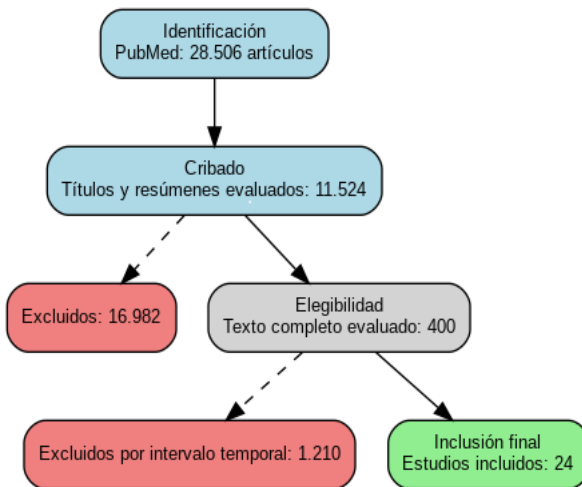 Identificación
PubMed: 28.506 artículos
Cribado
Títulos y resúmenes evaluados: 11.524
Excluidos: 16.982
Elegibilidad
Texto completo evaluado: 400
Excluidos por intervalo temporal: 1.210
Inclusión final
Estudios incluidos: 24